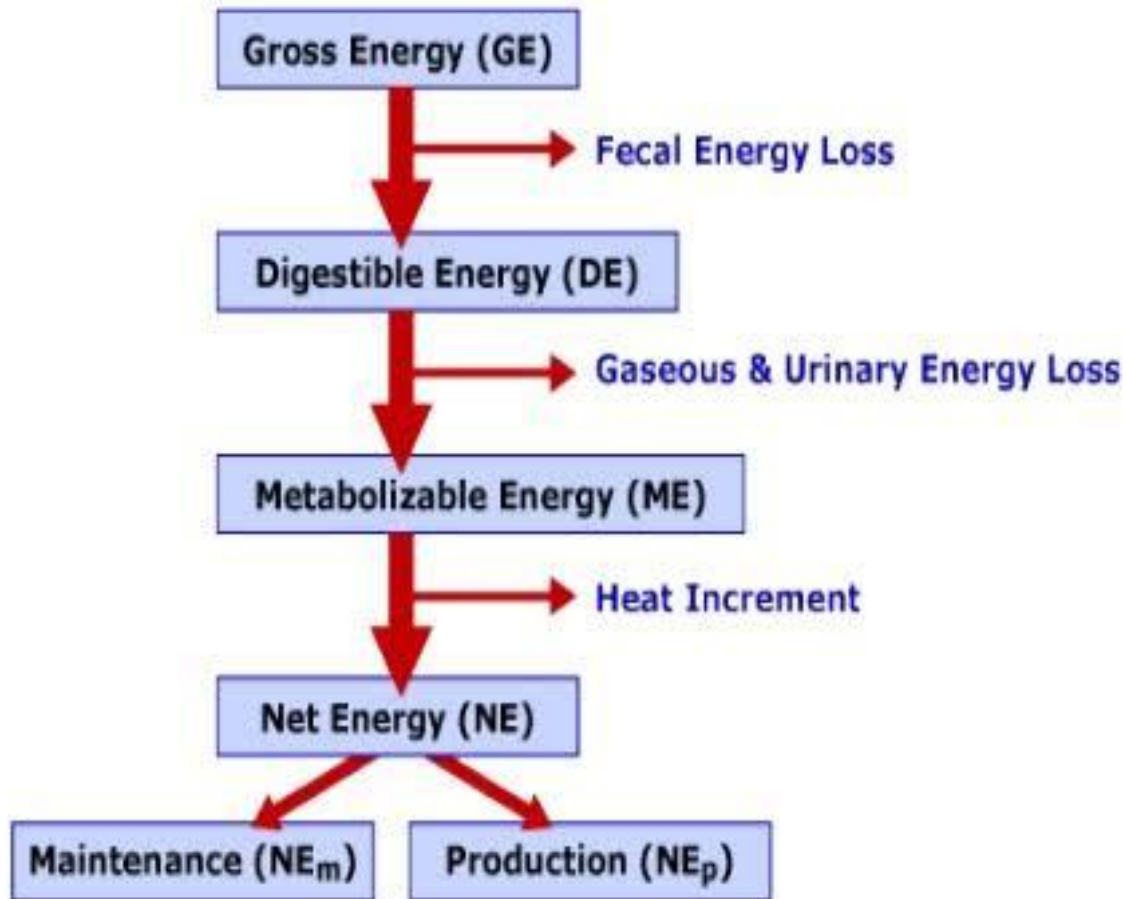 Gross Energy (GE)
Fecal Energy Loss
Digestible Energy (DE)
Gaseous & Urinary Energy Loss
Metabolizable Energy (ME)
Heat Increment
Net Energy (NE)
Maintenance (NEm)
Production (NEp)